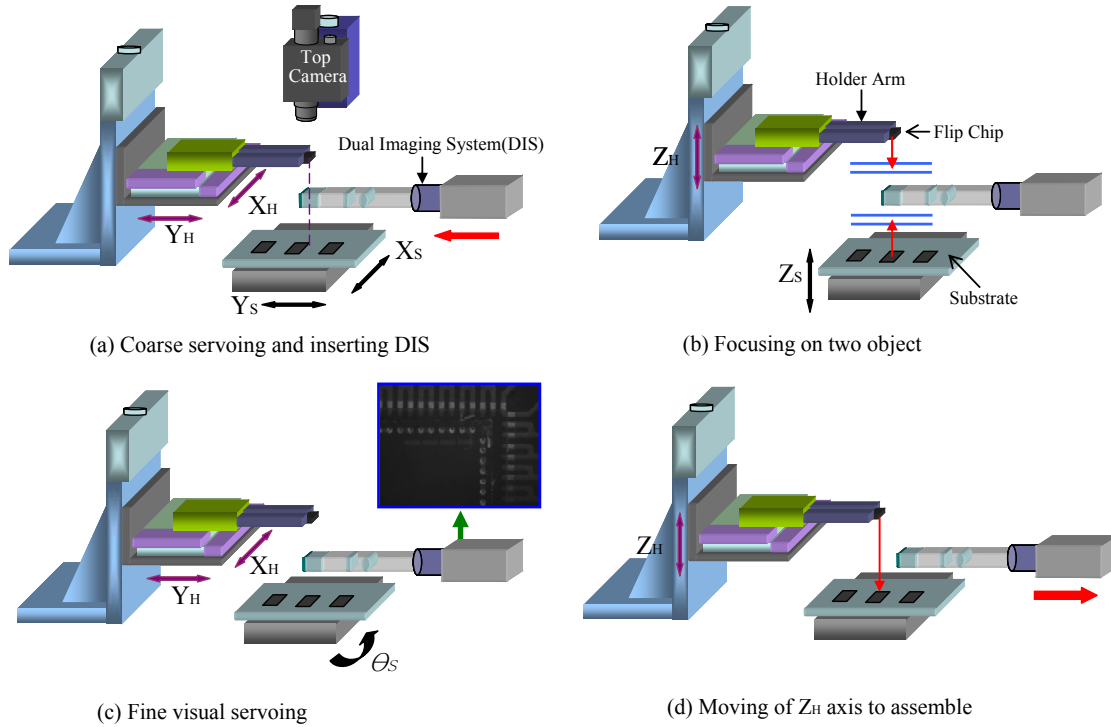 Top
Camera
Dual Imaging System(DIS)
XH
YH
XS
YS
(a) Coarse servoing and inserting DIS
Holder Arm
Flip Chip
ZH
ZS
Substrate
(b) Focusing on two object
XH
YH
θS
(c) Fine visual servoing
ZH
(d) Moving of ZH axis to assemble